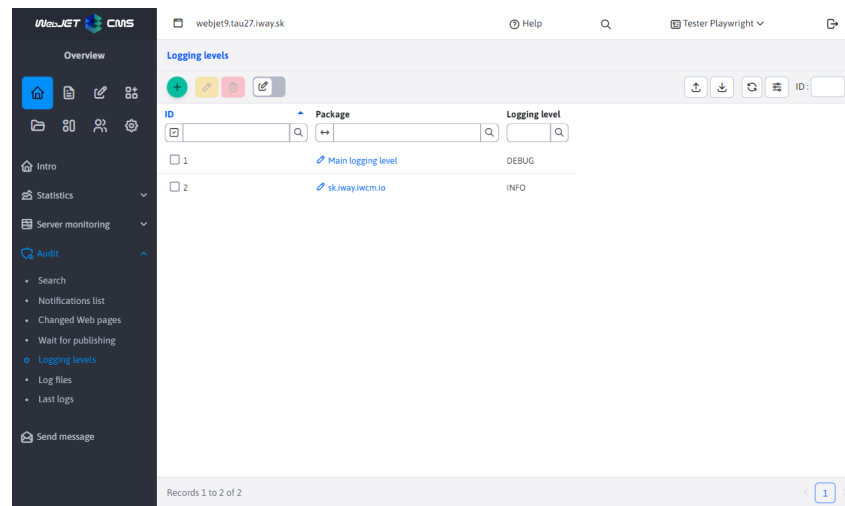 WebJET CMS
webjet9.tau27.iway.sk
Help
Tester Playwright
Overview
Logging levels
ID:
ID Package Logging level
1 Main logging level DEBUG
2 sk.iway.iwcm.io INFO
Intro
Statistics
Server monitoring
Audit
Search
Notifications list
Changed Web pages
Wait for publishing
Logging levels
Log files
Last logs
Send message
Records 1 to 2 of 2
1